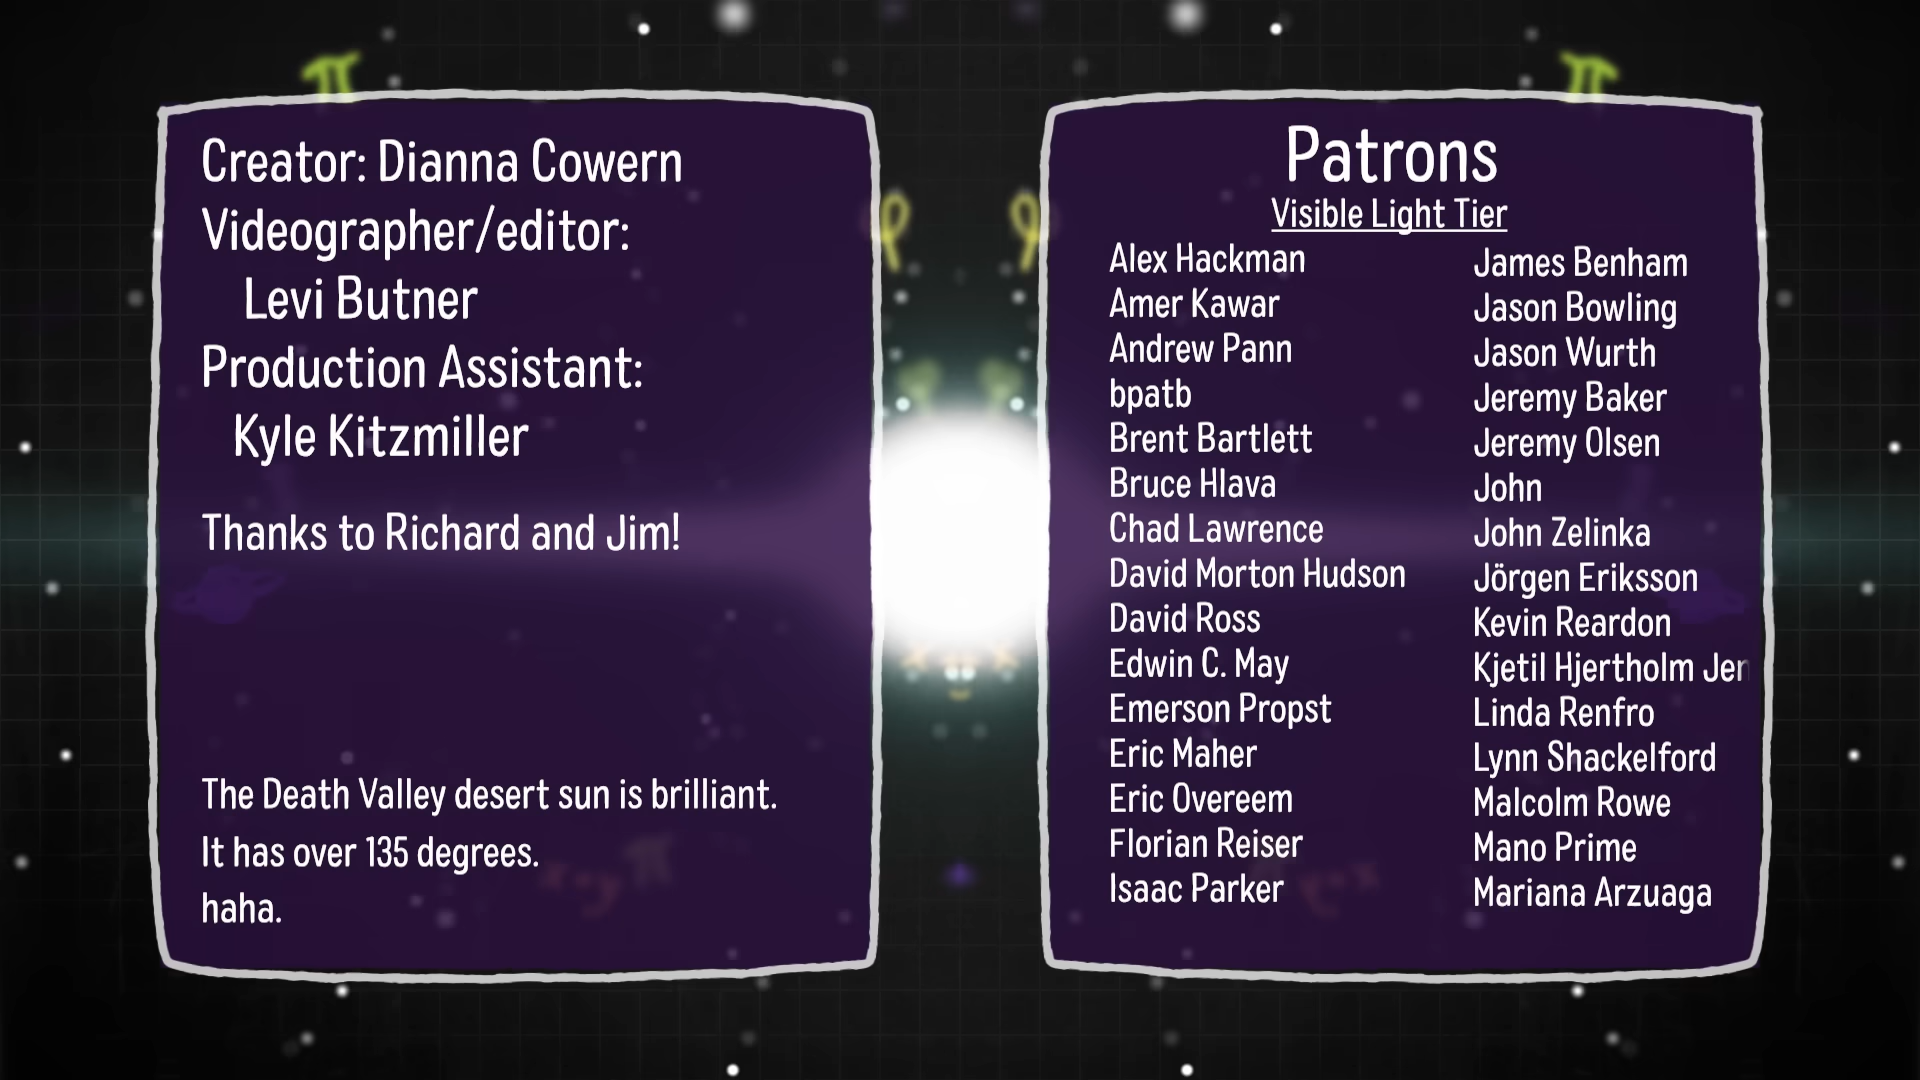 Creator: Dianna Cowern
Videographer/editor:
Levi Butner
Production Assistant:
Kyle Kitzmiller
Thanks to Richard and Jim!
The Death Valley desert sun is brilliant.
It has over 135 degrees.
haha.
Patrons
Visible Light Tier
Alex Hackman
Amer Kawar
Andrew Pann
bpatb
Brent Bartlett
Bruce Hlava
Chad Lawrence
David Morton Hudson
David Ross
Edwin C. May
Emerson Propst
Eric Maher
Eric Overeem
Florian Reiser
Isaac Parker
James Benham
Jason Bowling
Jason Wurth
Jeremy Baker
Jeremy Olsen
John
John Zelinka
Jörgen Eriksson
Kevin Reardon
Kjetil Hjertholm
Linda Renfro
Lynn Shackelford
Malcolm Rowe
Mano Prime
Mariana Arzuaga